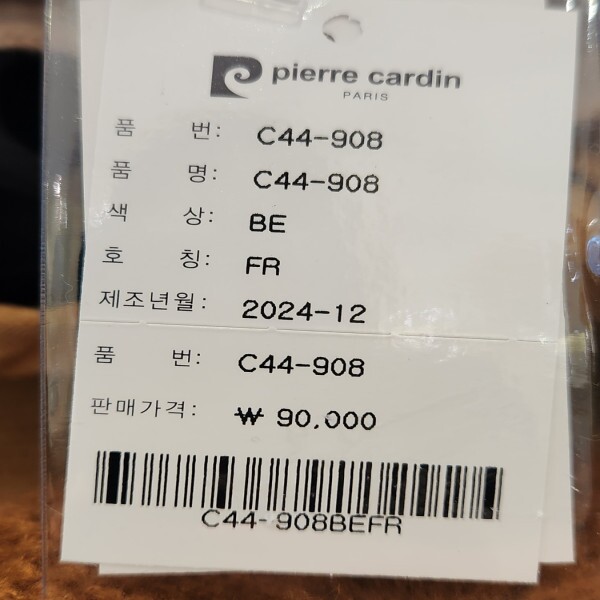 pierre cardin
PARIS
품 번: C44-908
품 명: C44-908
색 상: BE
호 칭: FR
제조년월: 2024-12
품 번: C44-908
판매가격: ₩ 90,000
C44-908BEFR